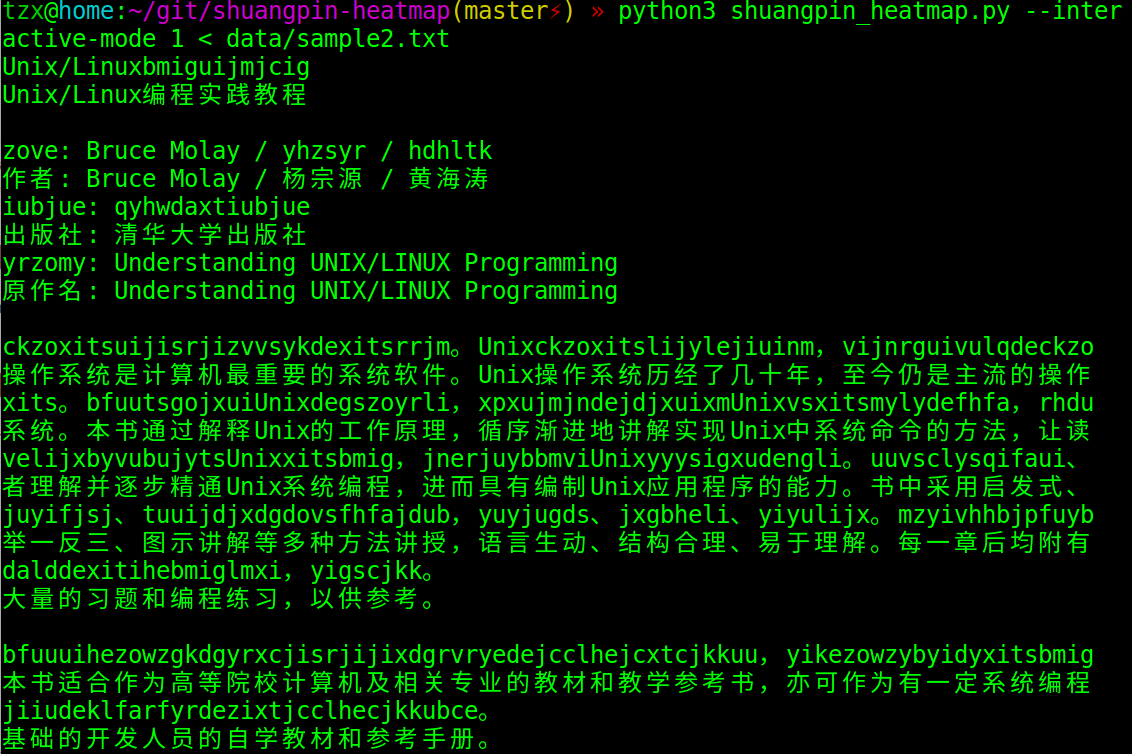 tzx@home:~/git/shuangpin-heatmap(master⚡) » python3 shuangpin_heatmap.py --inter
active-mode 1 < data/sample2.txt
Unix/Linuxbmiguijmjcig
Unix/Linux编程实践教程
zove: Bruce Molay / yhzsyr / hdhltk
作者: Bruce Molay / 杨宗源 / 黄海涛
iubjue: qyhwdaxtiubjue
出版社: 清华大学出版社
yrzomy: Understanding UNIX/LINUX Programming
原作名: Understanding UNIX/LINUX Programming
ckzoxitsuijisrjizvvsykdexitsrrjm。Unixckzoxitslijylejiuinm，vijnrguivulqdeckzo
操作系统是计算机最重要的系统软件。Unix操作系统历经了几十年，至今仍是主流的操作
xits。bfuutsgojxuiUnixdegszoyrli，xpxujmjndejdjxuixmUnixvsxitsmylydefhfa，rhdu
系统。本书通过解释Unix的工作原理，循序渐进地讲解实现Unix中系统命令的方法，让读
velijxbyvubujytsUnixxitsbmig，jnerjuybbmviUnixyyysigxudengli。uuvsclysqifaui、
者理解并逐步精通Unix系统编程，进而具有编制Unix应用程序的能力。书中采用启发式、
juyifjsj、tuuijdjxdgdovsfhfajdub，yuyjugds、jxgbheli、yiyulijx。mzyivhhbjpfuyb
举一反三、图示讲解等多种方法讲授，语言生动、结构合理、易于理解。每一章后均附有
dalddexitihebmiglmxi，yigscjkk。
大量的习题和编程练习，以供参考。
bfuuuihezowzgkdgyrxcjisrjijixdgrvryedejcclhejcxtcjkkuu，yikezowzybyidyxitsbmig
本书适合作为高等院校计算机及相关专业的教材和教学参考书，亦可作为有一定系统编程
jiiudeklfarfyrdezixtjcclhecjkkubce。
基础的开发人员的自学教材和参考手册。